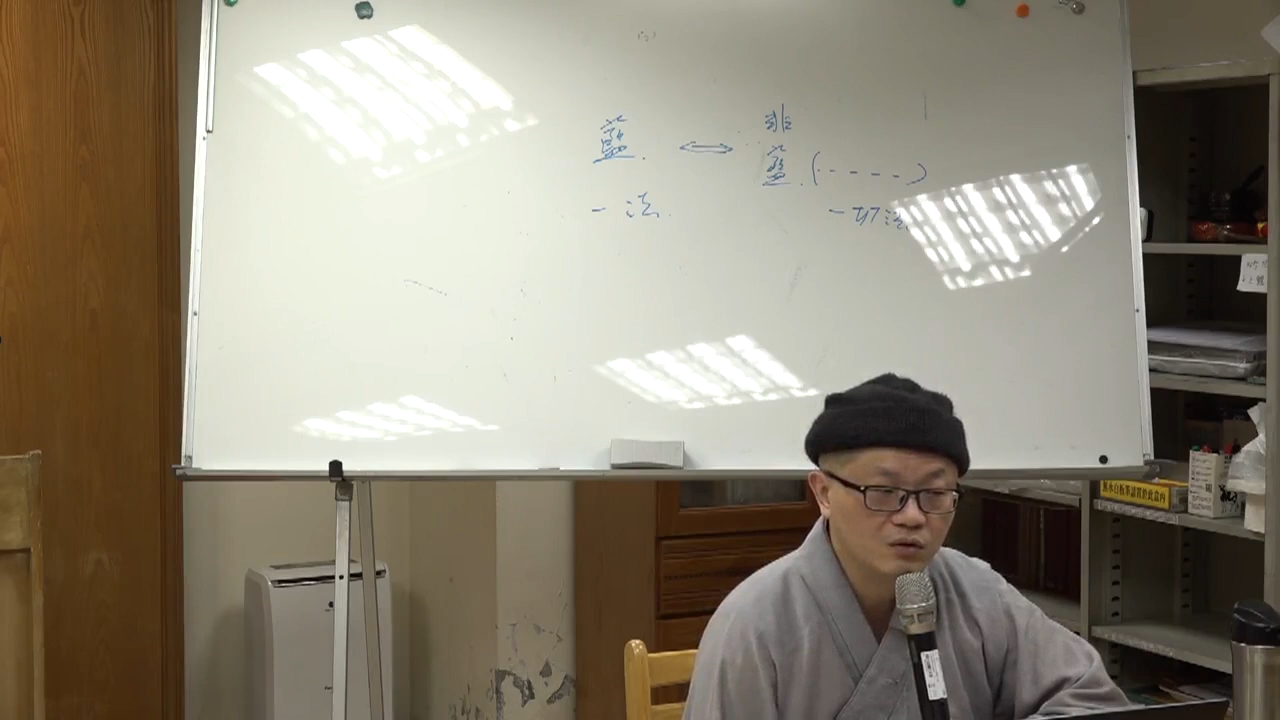 藍 ⟺ 非藍 (- - - -)
一法 一切法